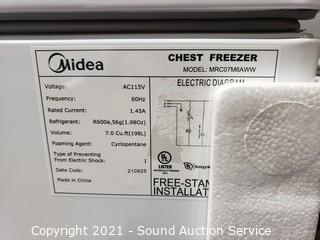 Midea
CHEST FREEZER
MODEL: MRC07M6AWW
Voltage: AC115V
Frequency: 60Hz
Rated Current: 1.45A
Refrigerant: R600a,56g(1.98Oz)
Volume: 7.0 Cu.ft(198L)
Foaming Agent: Cyclopentane
Type of Preventing
From Electric Shock: I
Date Code: 210825
Made in China
ELECTRIC DIAGRAM
LISTED
FREE-STAN
INSTALLAT
Copyright 2021 - Sound Auction Service